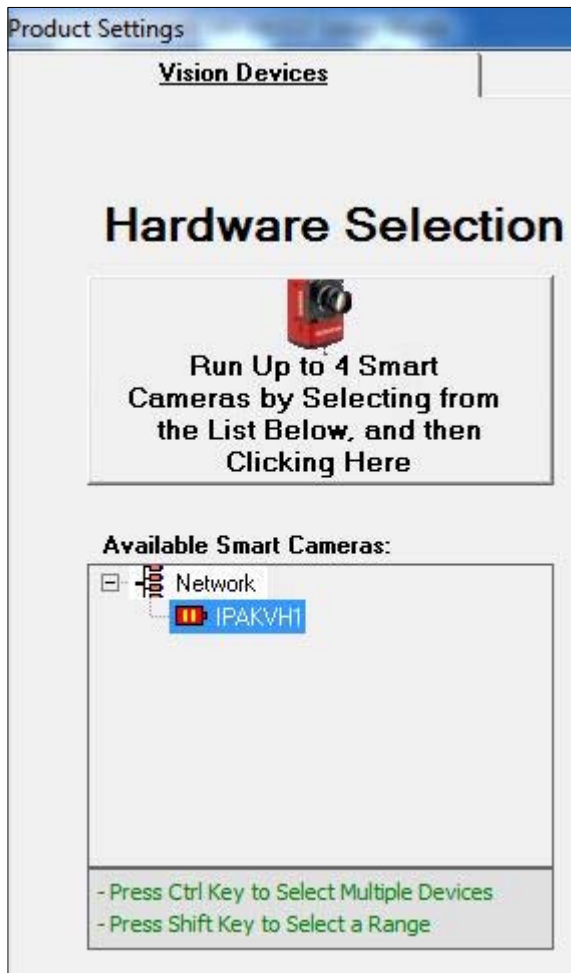 Product Settings
Vision Devices
Hardware Selection
Run Up to 4 Smart
Cameras by Selecting from
the List Below, and then
Clicking Here
Available Smart Cameras:
Network
IPAKVH1
- Press Ctrl Key to Select Multiple Devices
- Press Shift Key to Select a Range